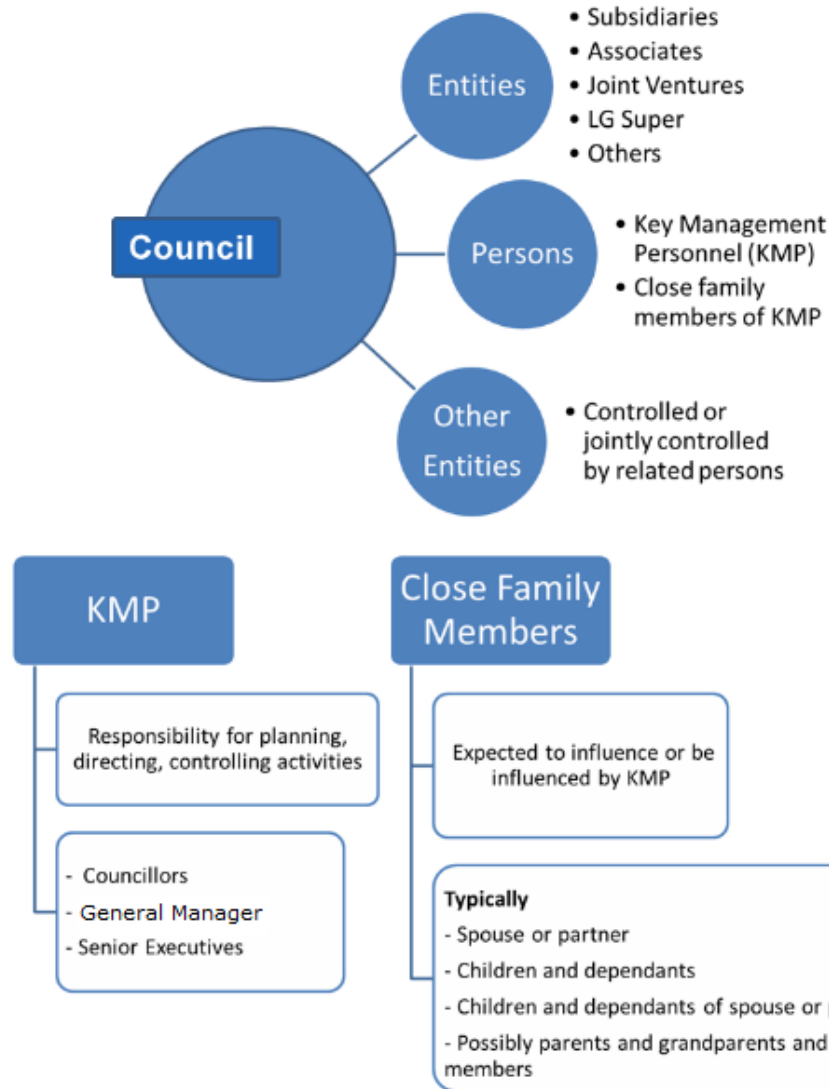 • Subsidiaries
• Associates
• Joint Ventures
• LG Super
• Others
Entities
Council
Persons
• Key Management
Personnel (KMP)
• Close family
members of KMP
Other
Entities
• Controlled or
jointly controlled
by related persons
KMP
Responsibility for planning,
directing, controlling activities
- Councillors
- General Manager
- Senior Executives
Close Family
Members
Expected to influence or be
influenced by KMP
Typically
- Spouse or partner
- Children and dependants
- Children and dependants of spouse or
- Possibly parents and grandparents and
members